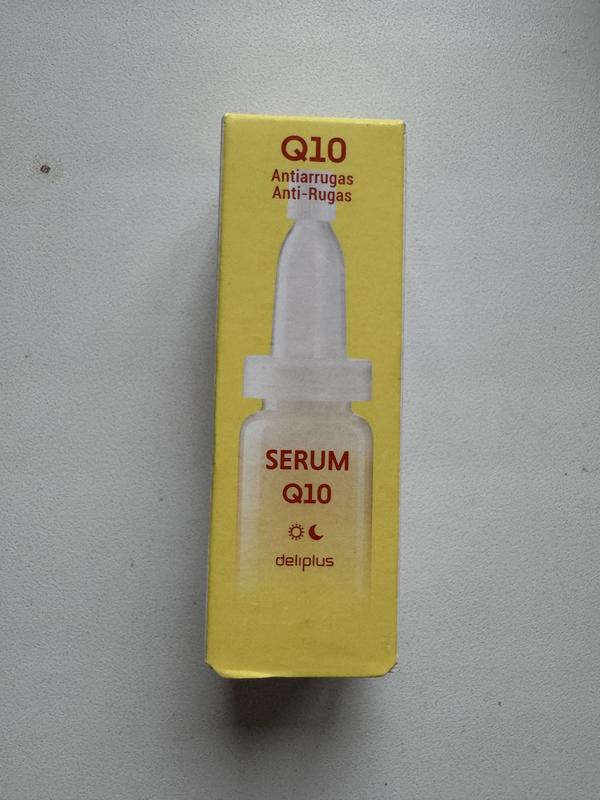 Q10
Antiarrugas
Anti-Rugas
SERUM
Q10
deliplus